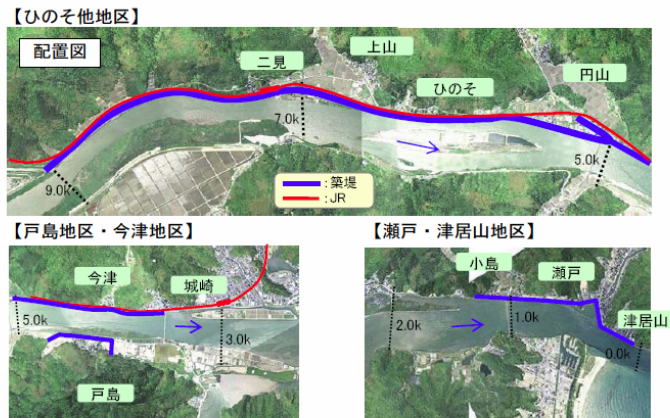 【ひのそ他地区】
配置図
二見
上山
ひのそ
円山
7.0k
9.0k
5.0k
：築堤
：JR
【戸島地区・今津地区】
今津
城崎
5.0k
3.0k
戸島
【瀬戸・津居山地区】
小島
瀬戸
津居山
2.0k
1.0k
0.0k